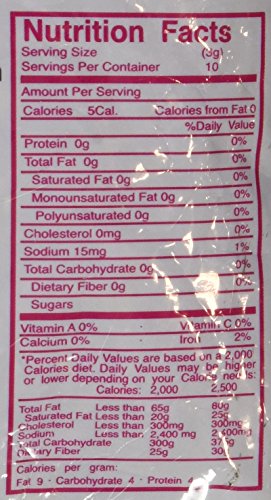 Nutrition Facts
Serving Size (3g)
Servings Per Container 10
Amount Per Serving
Calories 5Cal. Calories from Fat 0
%Daily Value
Protein 0g 0%
Total Fat 0g 0%
Saturated Fat 0g 0%
Monounsaturated Fat 0g 0%
Polyunsaturated 0g 0%
Cholesterol 0mg 0%
Sodium 15mg 1%
Total Carbohydrate 0g 0%
Dietary Fiber 0g 0%
Sugars
Vitamin A 0% · Vitamin C 0%
Calcium 0% Iron 2%
*Percent Daily Values are based on a 2,000
Calories diet. Daily Values may be higher
or lower depending on your Calorie needs:
Calories: 2,000 2,500
Total Fat Less than 65g 80g
Saturated Fat Less than 20g 25g
Cholesterol Less than 300mg 300mg
Sodium Less than 2,400 mg 2,400mg
Total Carbohydrate 300g 375g
Dietary Fiber 25g 30g
Calories per gram:
Fat 9 · Carbohydrate 4 · Protein 4